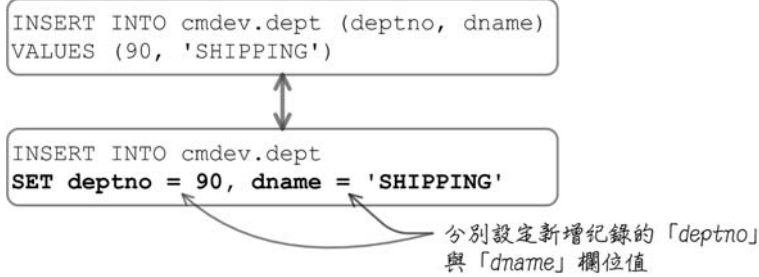 INSERT INTO cmdev.dept (deptno, dname)
VALUES (90, 'SHIPPING')
INSERT INTO cmdev.dept
SET deptno = 90, dname = 'SHIPPING'
分別設定新增紀錄的「deptno」
與「dname」欄位值